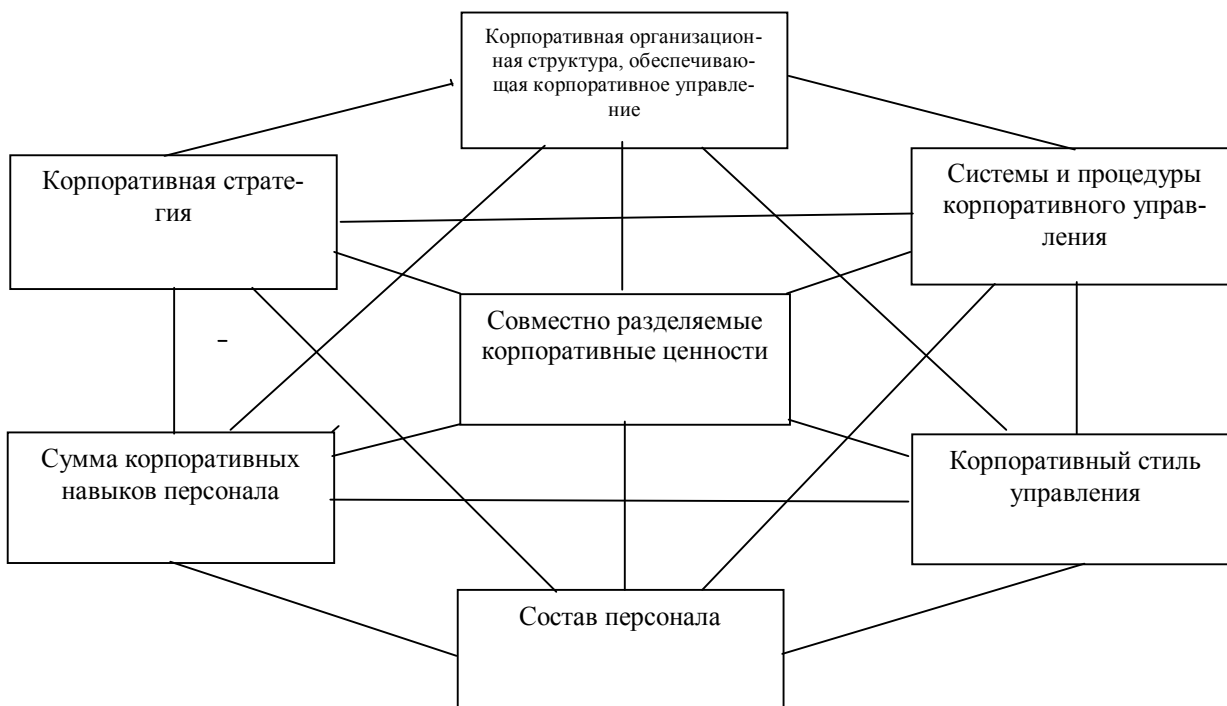 Корпоративная организацион-
ная структура, обеспечиваю-
щая корпоративное управле-
ние
Корпоративная страте-
гия
Системы и процедуры
корпоративного управ-
ления
Совместно разделяемые
корпоративные ценности
Сумма корпоративных
навыков персонала
Корпоративный стиль
управления
Состав персонала